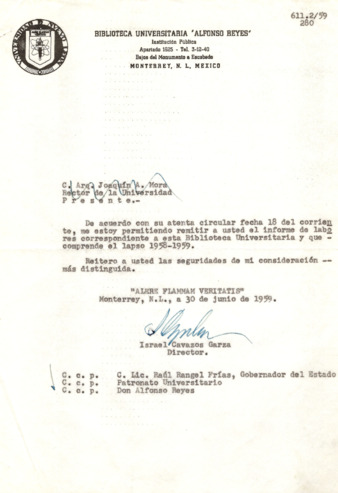 611.2/59
280
BIBLIOTECA UNIVERSITARIA "ALFONSO REYES"
Institución Pública
Apartado 1525 - Tel. 3-12-40
Bajos del Monumento a Escobedo
MONTERREY, N. L., MEXICO
C. Arq. Joaquín A. Mora
Rector de la Universidad
P r e s e n t e.-
De acuerdo con su atenta circular fecha 18 del corrien
te, me estoy permitiendo remitir a usted el informe de labo
res correspondiente a esta Biblioteca Universitaria y que -
comprende el lapso 1958-1959.
Reitero a usted las seguridades de mi consideración --
más distinguida.
"ALERE FLAMMAM VERITATIS"
Monterrey, N.L., a 30 de junio de 1959.
Israel Cavazos Garza
Director.
C. c. p. C. Lic. Raúl Rangel Frías, Gobernador del Estado
C. c. p. Patronato Universitario
C. c. p. Don Alfonso Reyes